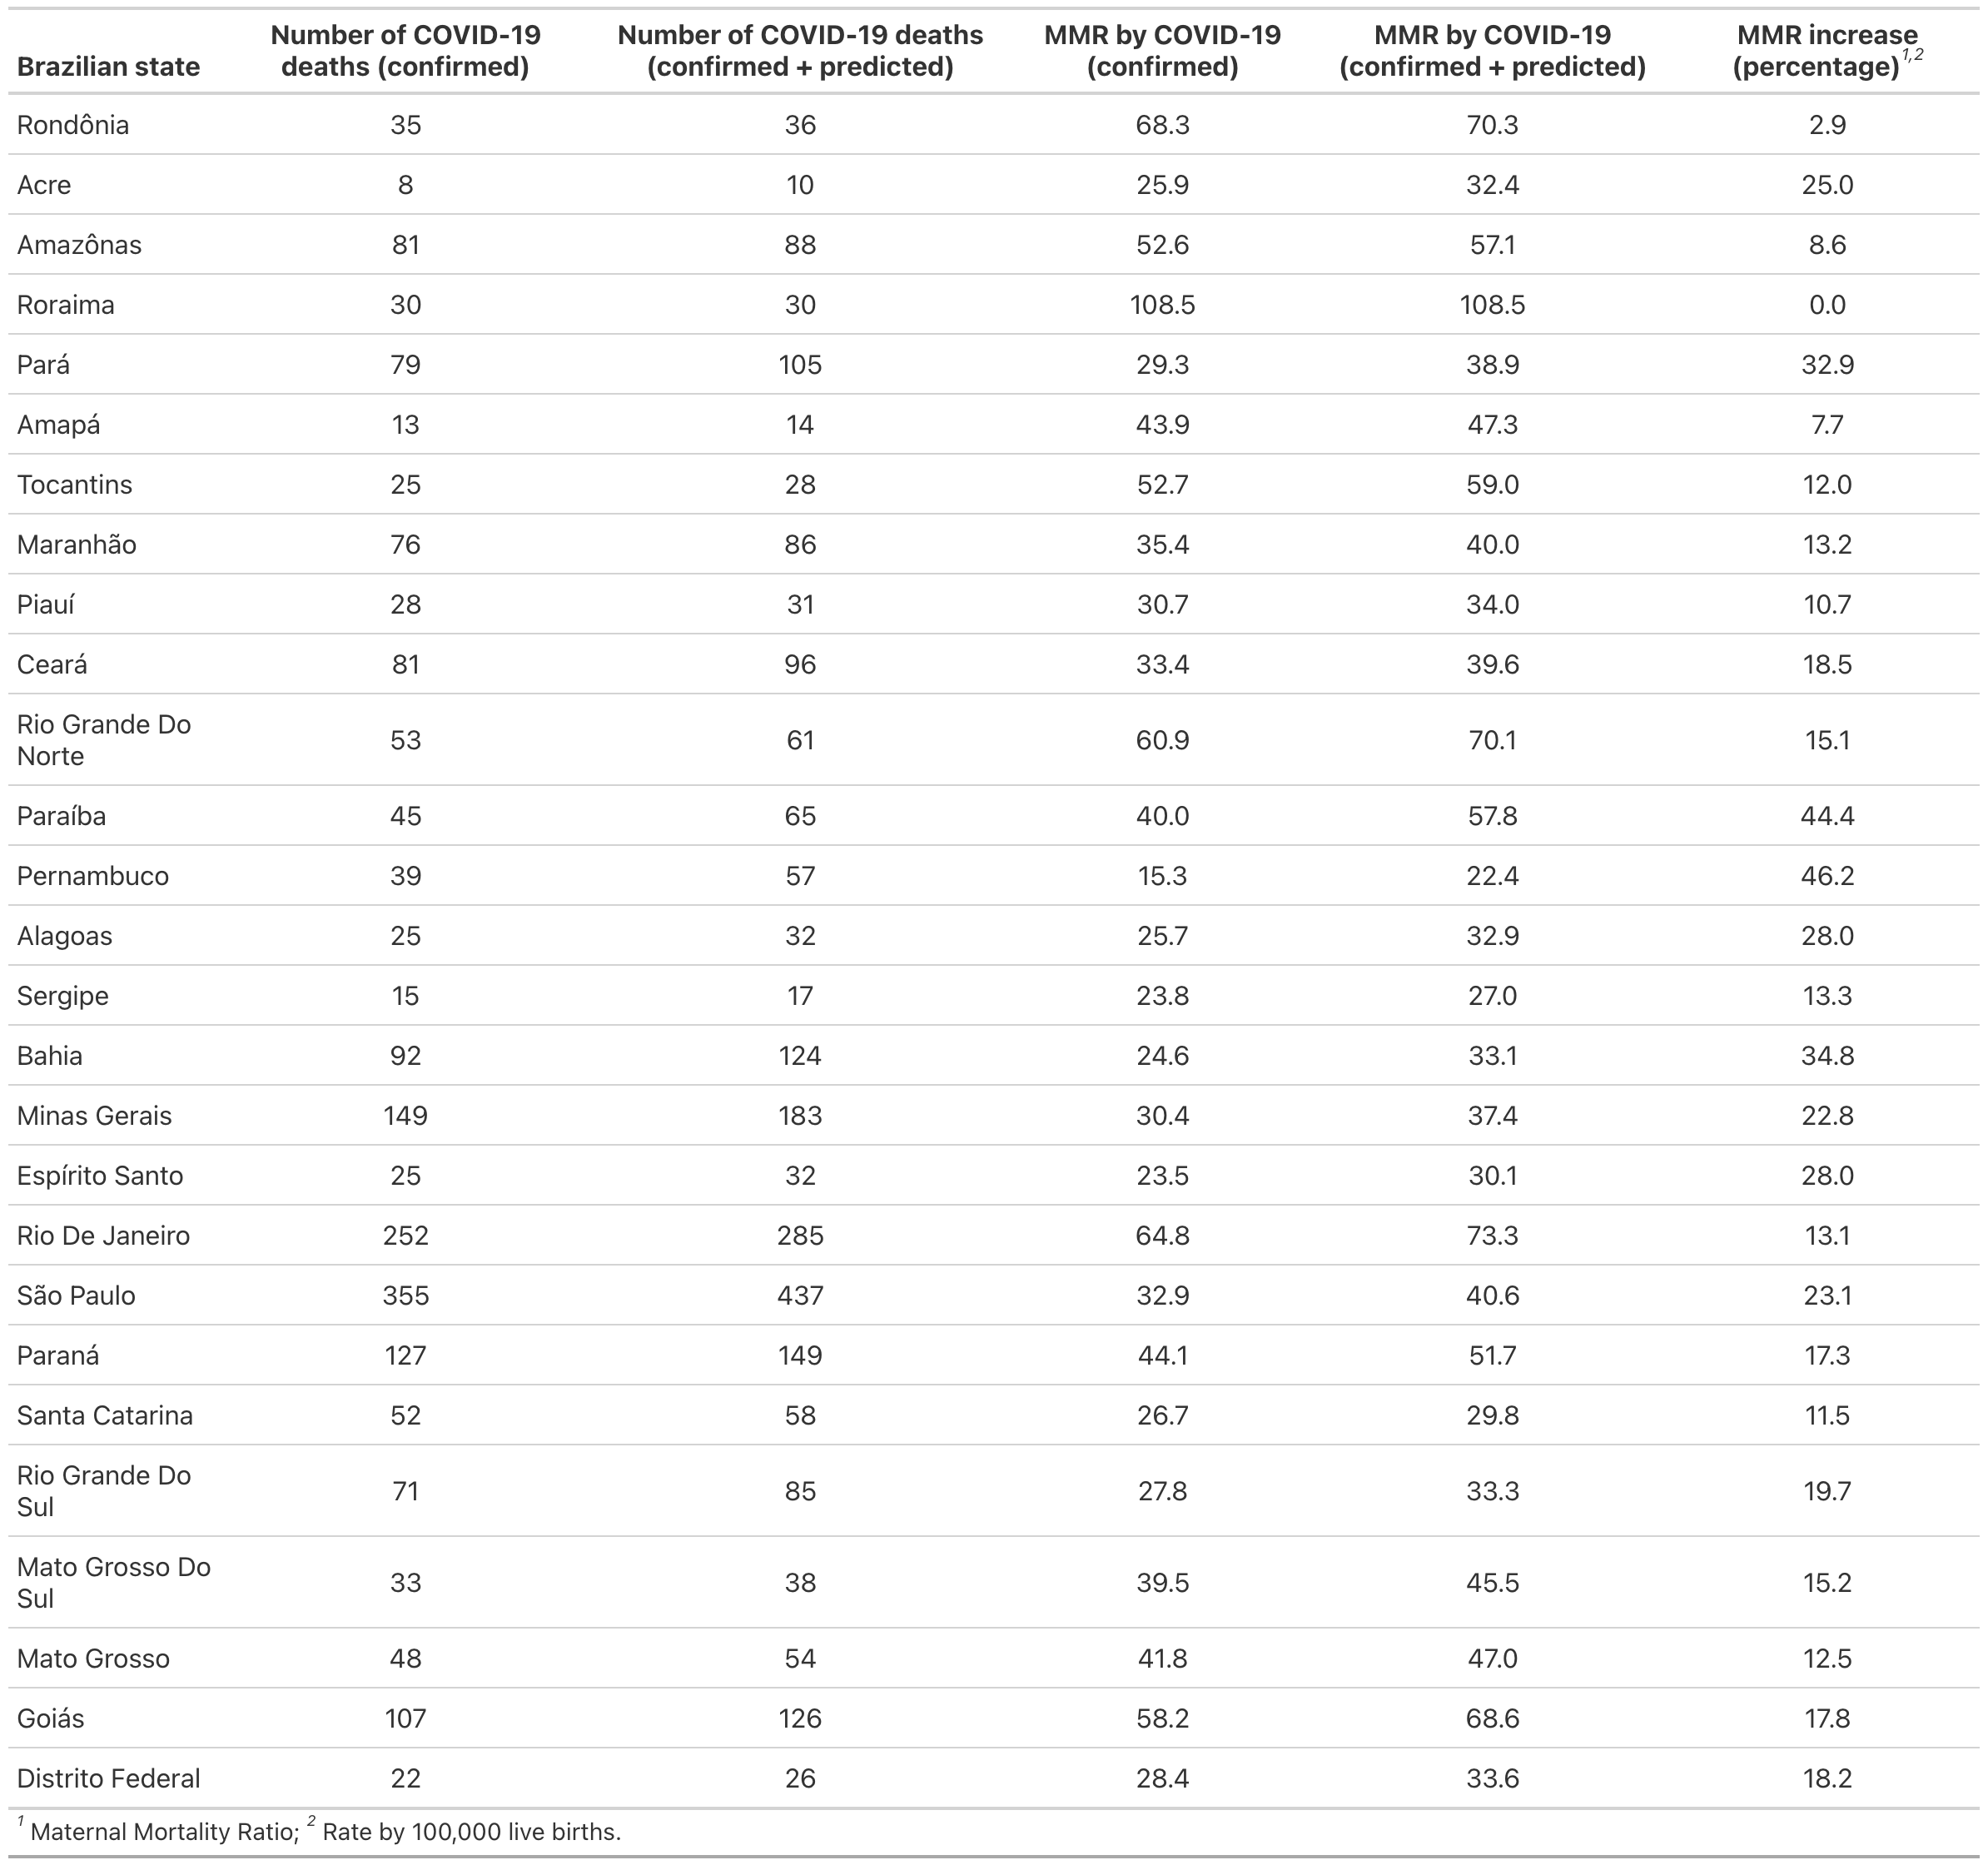 Brazilian state Number of COVID-19 deaths (confirmed) Number of COVID-19 deaths (confirmed + predicted) MMR by COVID-19 (confirmed) MMR by COVID-19 (confirmed + predicted) MMR increase (percentage) 1,2
Rondônia 35 36 68.3 70.3 2.9
Acre 8 10 25.9 32.4 25.0
Amazônas 81 88 52.6 57.1 8.6
Roraima 30 30 108.5 108.5 0.0
Pará 79 105 29.3 38.9 32.9
Amapá 13 14 43.9 47.3 7.7
Tocantins 25 28 52.7 59.0 12.0
Maranhão 76 86 35.4 40.0 13.2
Piauí 28 31 30.7 34.0 10.7
Ceará 81 96 33.4 39.6 18.5
Rio Grande Do Norte 53 61 60.9 70.1 15.1
Paraíba 45 65 40.0 57.8 44.4
Pernambuco 39 57 15.3 22.4 46.2
Alagoas 25 32 25.7 32.9 28.0
Sergipe 15 17 23.8 27.0 13.3
Bahia 92 124 24.6 33.1 34.8
Minas Gerais 149 183 30.4 37.4 22.8
Espírito Santo 25 32 23.5 30.1 28.0
Rio De Janeiro 252 285 64.8 73.3 13.1
São Paulo 355 437 32.9 40.6 23.1
Paraná 127 149 44.1 51.7 17.3
Santa Catarina 52 58 26.7 29.8 11.5
Rio Grande Do Sul 71 85 27.8 33.3 19.7
Mato Grosso Do Sul 33 38 39.5 45.5 15.2
Mato Grosso 48 54 41.8 47.0 12.5
Goiás 107 126 58.2 68.6 17.8
Distrito Federal 22 26 28.4 33.6 18.2
1 Maternal Mortality Ratio; 2 Rate by 100,000 live births.